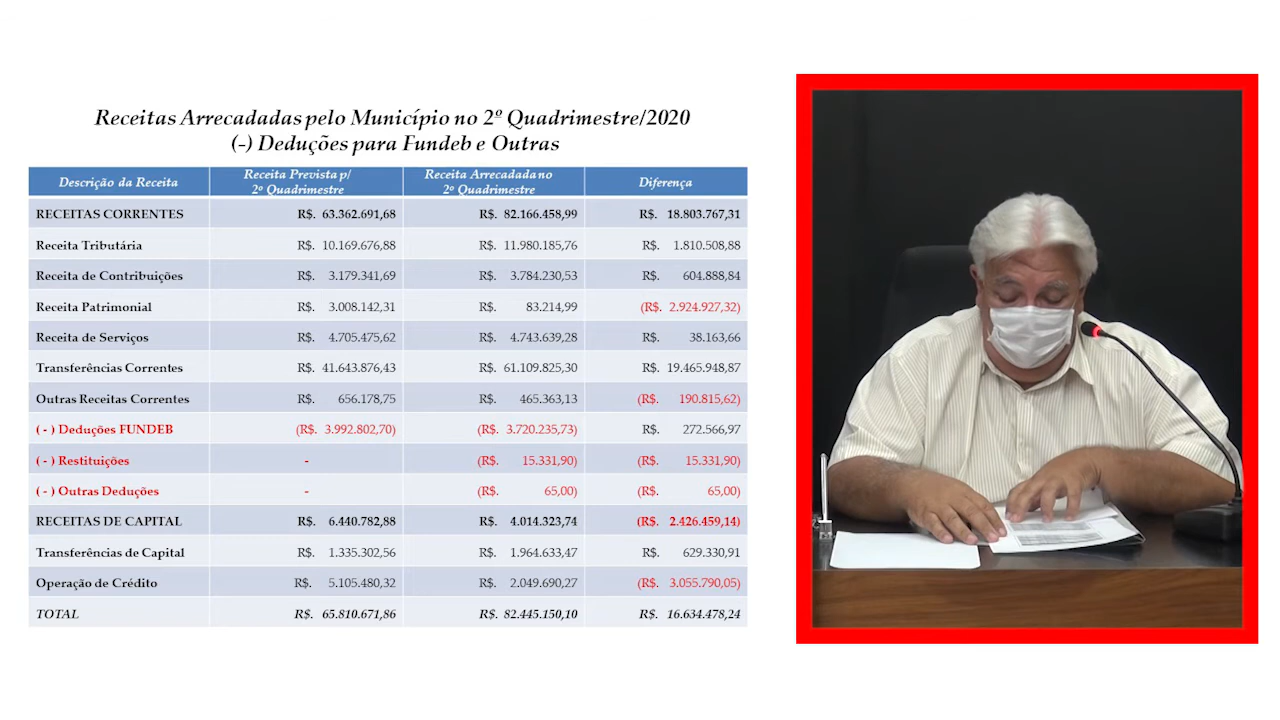 Receitas Arrecadadas pelo Município no 2º Quadrimestre/2020
(-) Deduções para Fundeb e Outras
Descrição da Receita Receita Prevista p/ 2º Quadrimestre Receita Arrecadada no 2º Quadrimestre Diferença
RECEITAS CORRENTES R$. 63.362.691,68 R$. 82.166.458,99 R$. 18.803.767,31
Receita Tributária R$. 10.169.676,88 R$. 11.980.185,76 R$. 1.810.508,88
Receita de Contribuições R$. 3.179.341,69 R$. 3.784.230,53 R$. 604.888,84
Receita Patrimonial R$. 3.008.142,31 R$. 83.214,99 (R$. 2.924.927,32)
Receita de Serviços R$. 4.705.475,62 R$. 4.743.639,28 R$. 38.163,66
Transferências Correntes R$. 41.643.876,43 R$. 61.109.825,30 R$. 19.465.948,87
Outras Receitas Correntes R$. 656.178,75 R$. 465.363,13 (R$. 190.815,62)
( - ) Deduções FUNDEB (R$. 3.992.802,70) (R$. 3.720.235,73) R$. 272.566,97
( - ) Restituições - (R$. 15.331,90) (R$. 15.331,90)
( - ) Outras Deduções - (R$. 65,00) (R$. 65,00)
RECEITAS DE CAPITAL R$. 6.440.782,88 R$. 4.014.323,74 (R$. 2.426.459,14)
Transferências de Capital R$. 1.335.302,56 R$. 1.964.633,47 R$. 629.330,91
Operação de Crédito R$. 5.105.480,32 R$. 2.049.690,27 (R$. 3.055.790,05)
TOTAL R$. 65.810.671,86 R$. 82.445.150,10 R$. 16.634.478,24